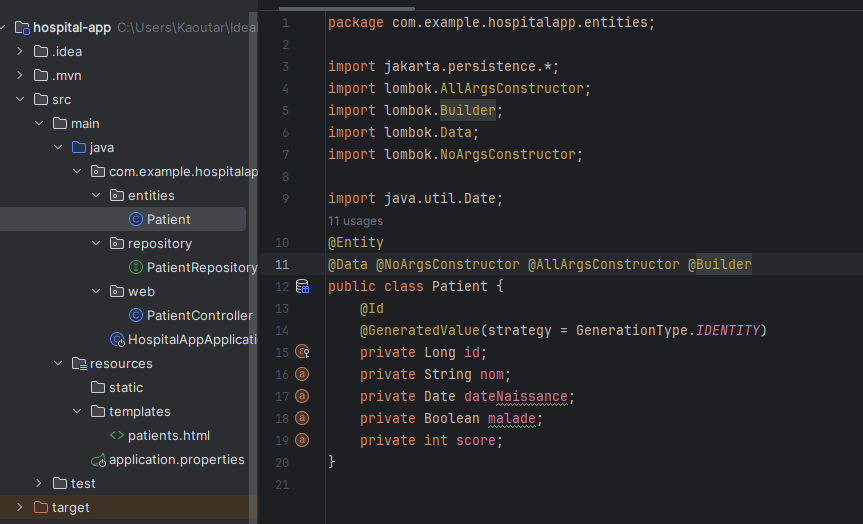 hospital-app C:\Users\Kaoutar\Idea
.idea
.mvn
src
main
java
com.example.hospitalap
entities
Patient
repository
PatientRepository
web
PatientController
HospitalAppApplicati
resources
static
templates
patients.html
application.properties
test
target
1 package com.example.hospitalapp.entities;
2
3 import jakarta.persistence.*;
4 import lombok.AllArgsConstructor;
5 import lombok.Builder;
6 import lombok.Data;
7 import lombok.NoArgsConstructor;
8
9 import java.util.Date;
11 usages
10 @Entity
11 @Data @NoArgsConstructor @AllArgsConstructor @Builder
12 public class Patient {
13 @Id
14 @GeneratedValue(strategy = GenerationType.IDENTITY)
15 private Long id;
16 private String nom;
17 private Date dateNaissance;
18 private Boolean malade;
19 private int score;
20 }
21